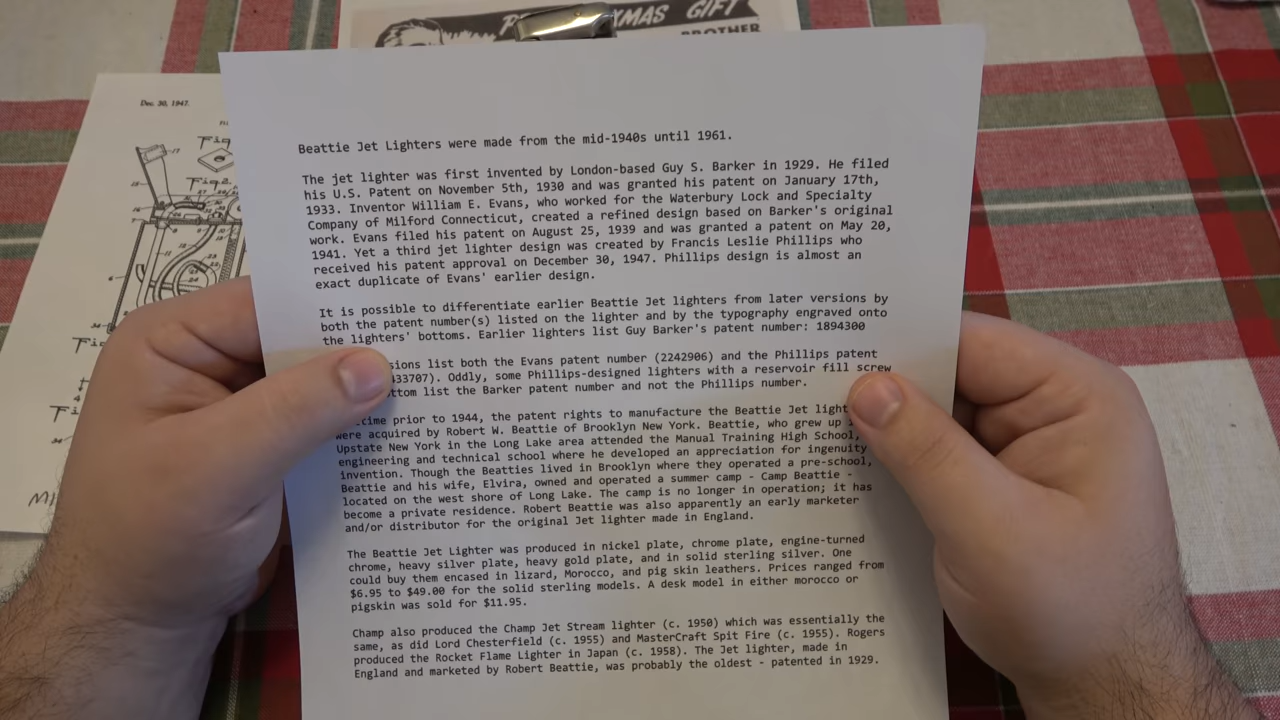 XMAS GIFT
BROTHER
Dec. 30, 1947.
Beattie Jet Lighters were made from the mid-1940s until 1961.
The jet lighter was first invented by London-based Guy S. Barker in 1929. He filed
his U.S. Patent on November 5th, 1930 and was granted his patent on January 17th,
1933. Inventor William E. Evans, who worked for the Waterbury Lock and Specialty
Company of Milford Connecticut, created a refined design based on Barker's original
work. Evans filed his patent on August 25, 1939 and was granted a patent on May 20,
1941. Yet a third jet lighter design was created by Francis Leslie Phillips who
received his patent approval on December 30, 1947. Phillips design is almost an
exact duplicate of Evans' earlier design.
It is possible to differentiate earlier Beattie Jet lighters from later versions by
both the patent number(s) listed on the lighter and by the typography engraved onto
the lighters' bottoms. Earlier lighters list Guy Barker's patent number: 1894300
list both the Evans patent number (2242906) and the Phillips patent
33707). Oddly, some Phillips-designed lighters with a reservoir fill screw
list the Barker patent number and not the Phillips number.
prior to 1944, the patent rights to manufacture the Beattie Jet
were acquired by Robert W. Beattie of Brooklyn New York. Beattie, who grew up
Upstate New York in the Long Lake area attended the Manual Training High School,
engineering and technical school where he developed an appreciation for ingenuity
invention. Though the Beatties lived in Brooklyn where they operated a pre-school,
Beattie and his wife, Elvira, owned and operated a summer camp - Camp Beattie -
located on the west shore of Long Lake. The camp is no longer in operation; it has
become a private residence. Robert Beattie was also apparently an early marketer
and/or distributor for the original Jet lighter made in England.
The Beattie Jet Lighter was produced in nickel plate, chrome plate, engine-turned
chrome, heavy silver plate, heavy gold plate, and in solid sterling silver. One
could buy them encased in lizard, Morocco, and pig skin leathers. Prices ranged from
$6.95 to $49.00 for the solid sterling models. A desk model in either morocco or
pigskin was sold for $11.95.
Champ also produced the Champ Jet Stream lighter (c. 1950) which was essentially the
same, as did Lord Chesterfield (c. 1955) and MasterCraft Spit Fire (c. 1955). Rogers
produced the Rocket Flame Lighter in Japan (c. 1958). The Jet lighter, made in
England and marketed by Robert Beattie, was probably the oldest - patented in 1929.